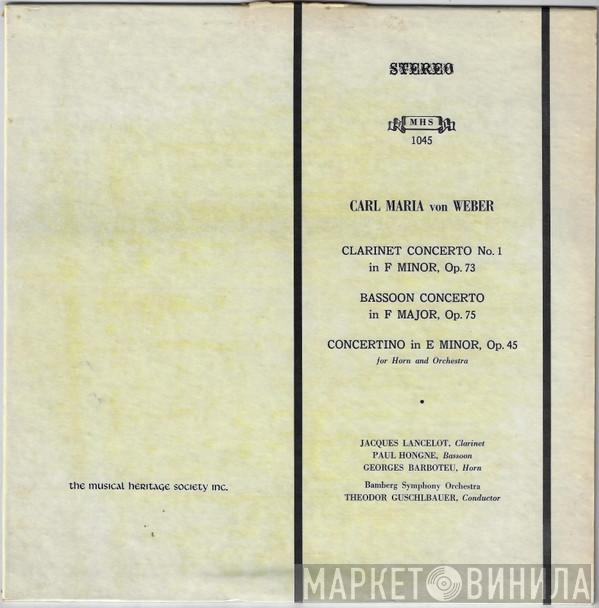 STEREO
MHS
1045
CARL MARIA von WEBER
CLARINET CONCERTO No. 1
in F MINOR, Op. 73
BASSOON CONCERTO
in F MAJOR, Op. 75
CONCERTINO in E MINOR, Op. 45
for Horn and Orchestra
JACQUES LANCELOT, Clarinet
PAUL HONGNE, Bassoon
GEORGES BARBOTEU, Horn
Bamberg Symphony Orchestra
THEODOR GUSCHLBAUER, Conductor
the musical heritage society inc.
МАРКЕТ ВИНИЛА